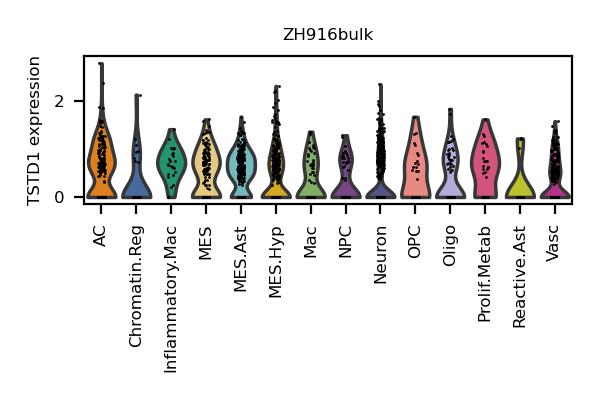 ZH916bulk
TSTD1 expression
2
0
AC
Chromatin.Reg
Inflammatory.Mac
MES
MES.Ast
MES.Hyp
Mac
NPC
Neuron
OPC
Oligo
Prolif.Metab
Reactive.Ast
Vasc